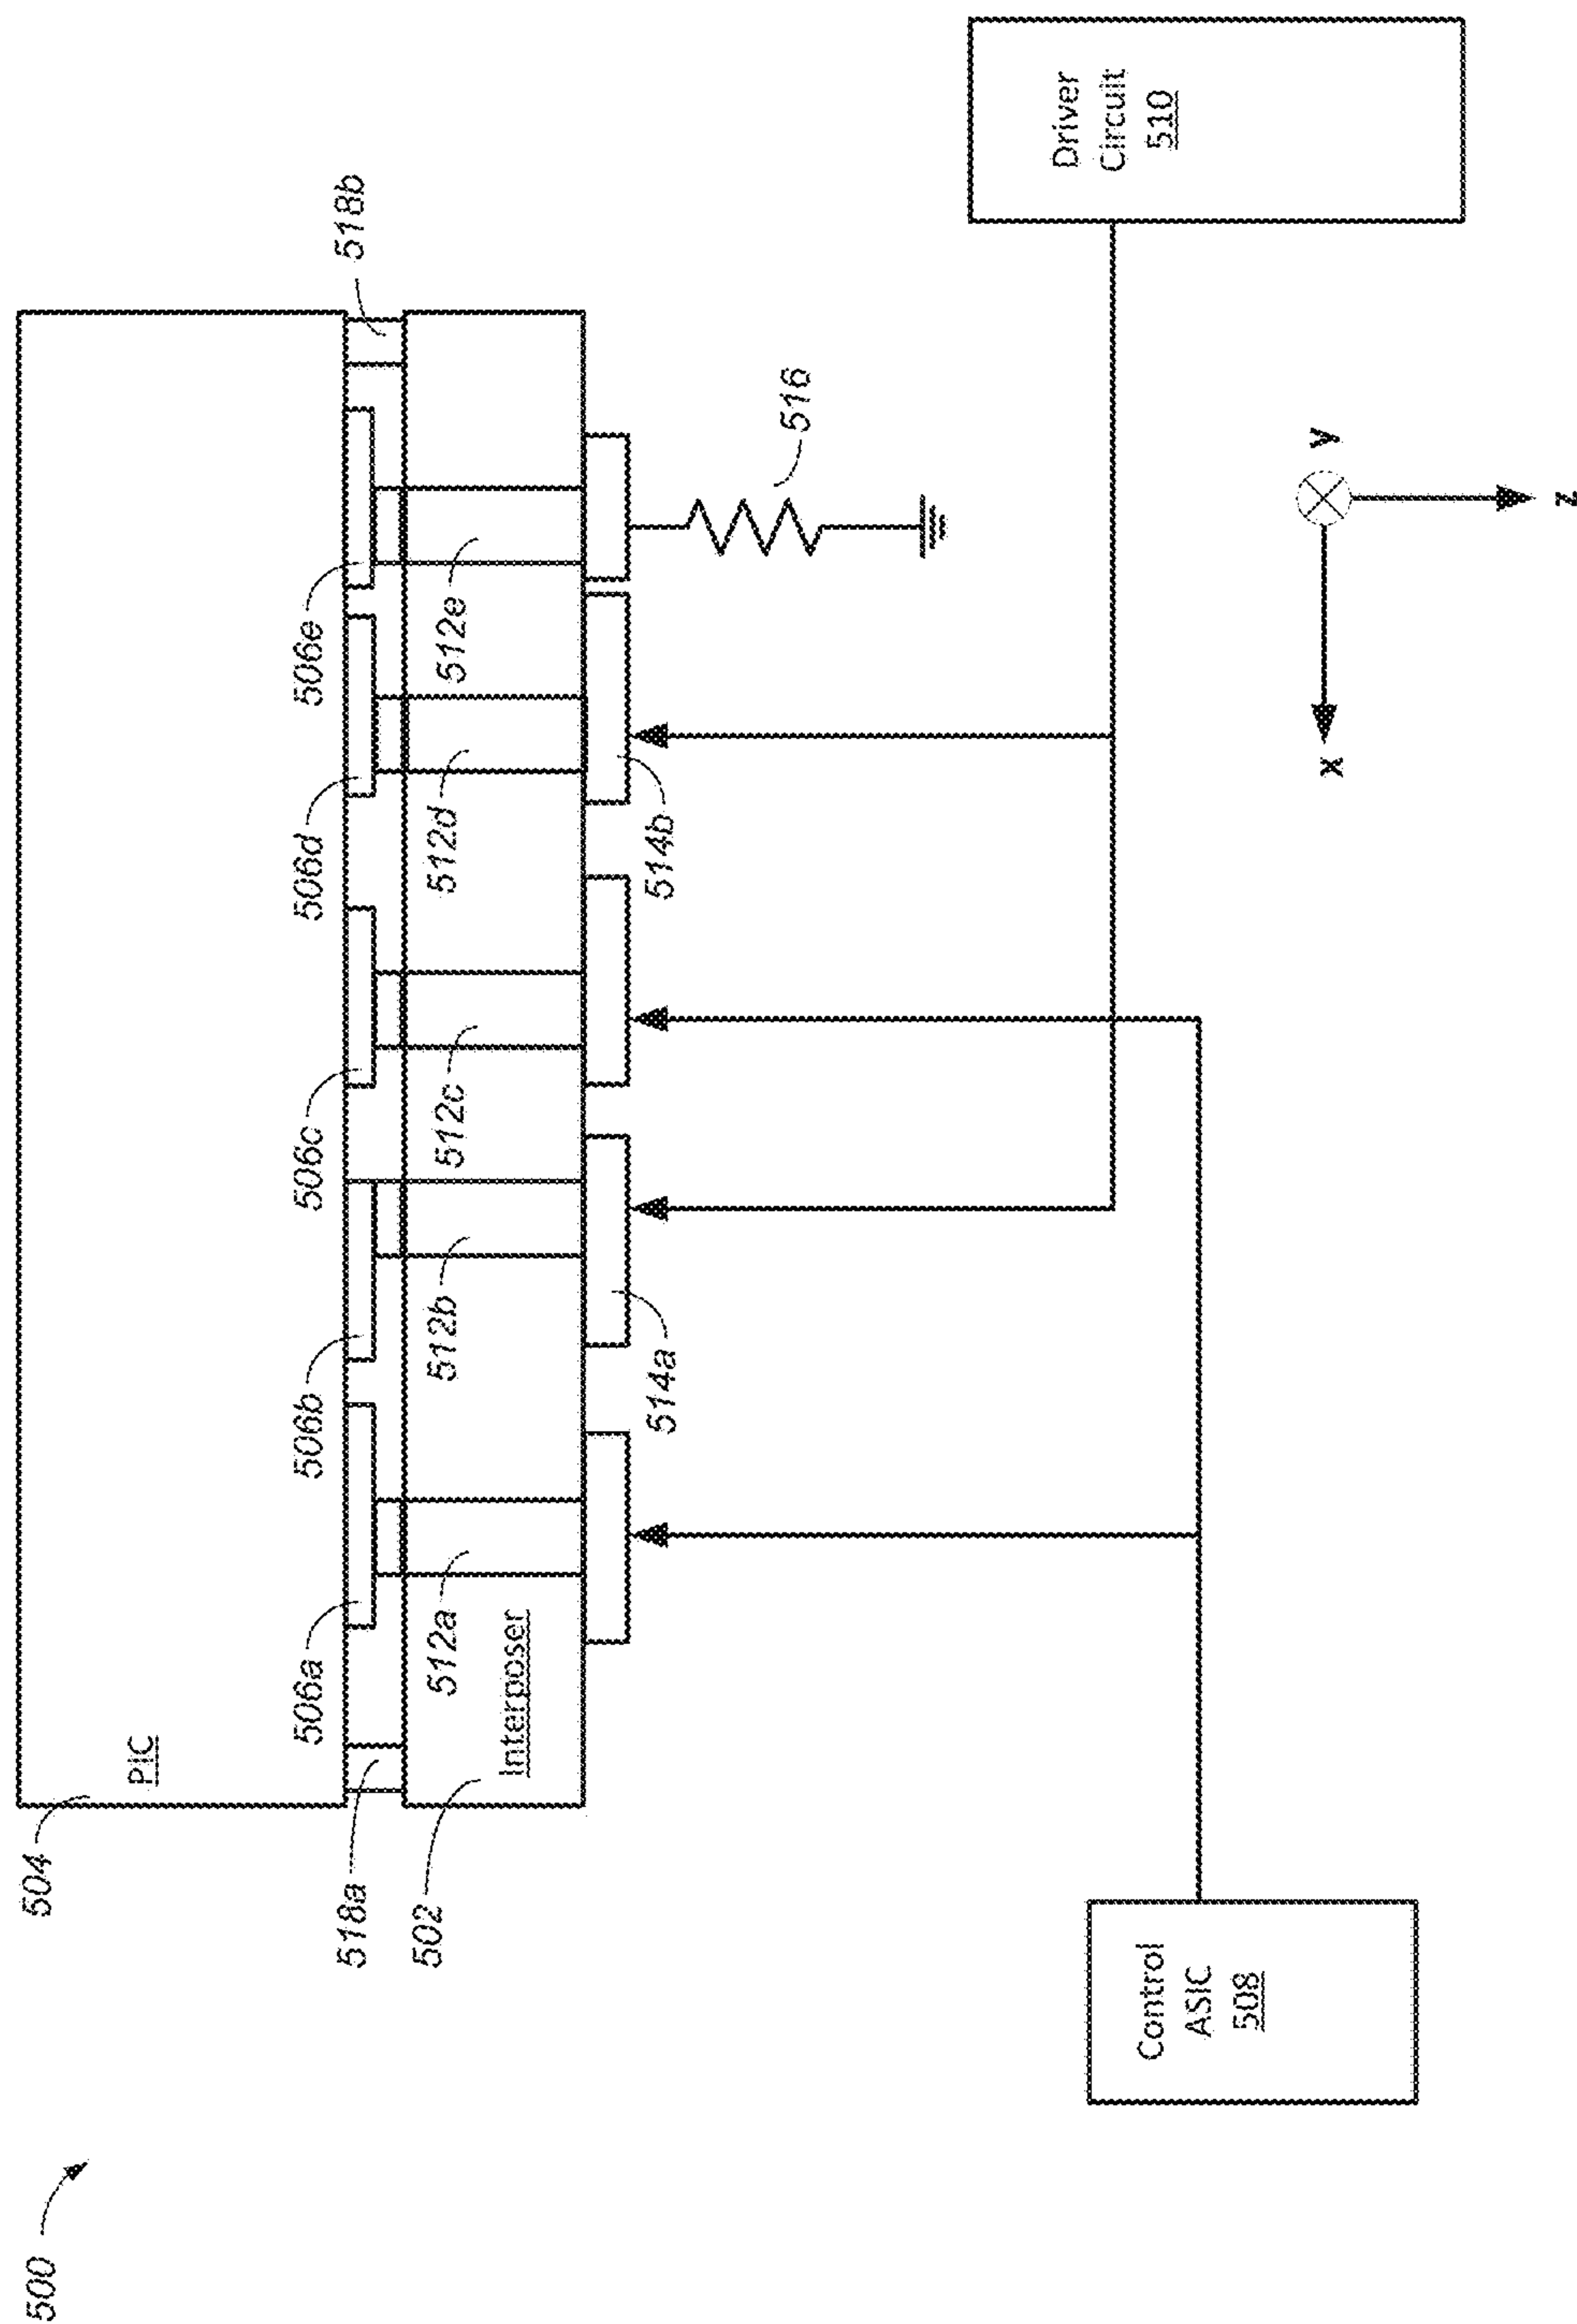 500
504
PIC
518a
506a
506b
506c
506d
506e
518b
502
Interposer
512a
512b
512c
512d
512e
514a
514b
516
Control
ASIC
508
Driver
Circuit
510
x
y
z